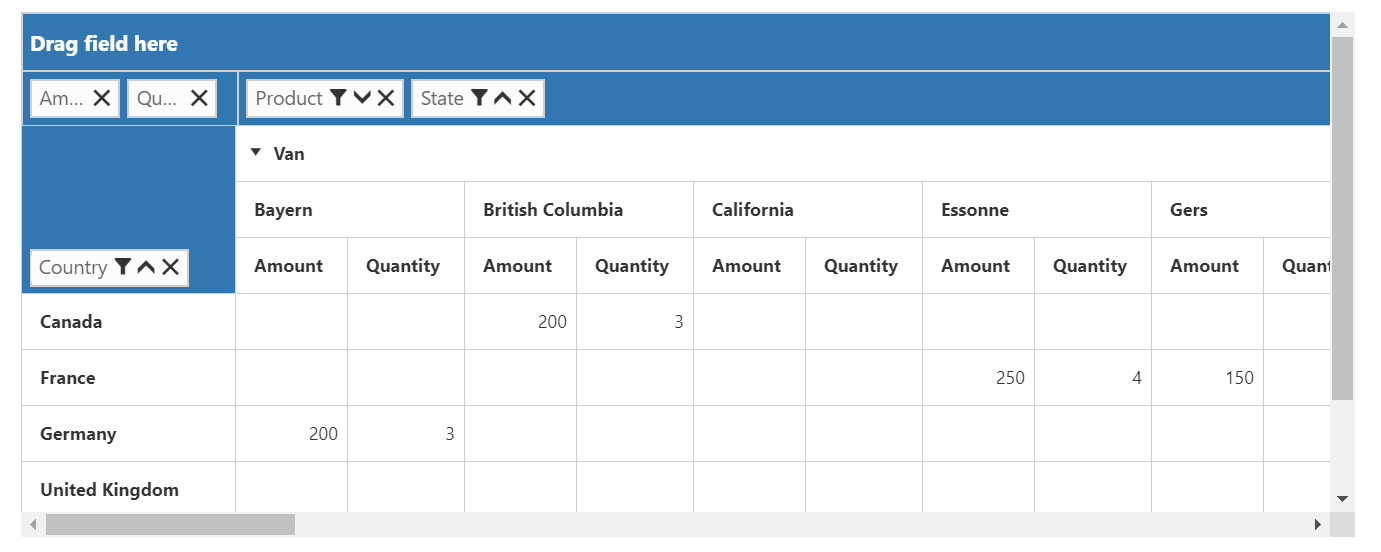 Drag field here
Am... Qu... Product State
Van
Bayern British Columbia California Essonne Gers
Country Amount Quantity Amount Quantity Amount Quantity Amount Quantity Amount Quant
Canada 200 3
France 250 4 150
Germany 200 3
United Kingdom